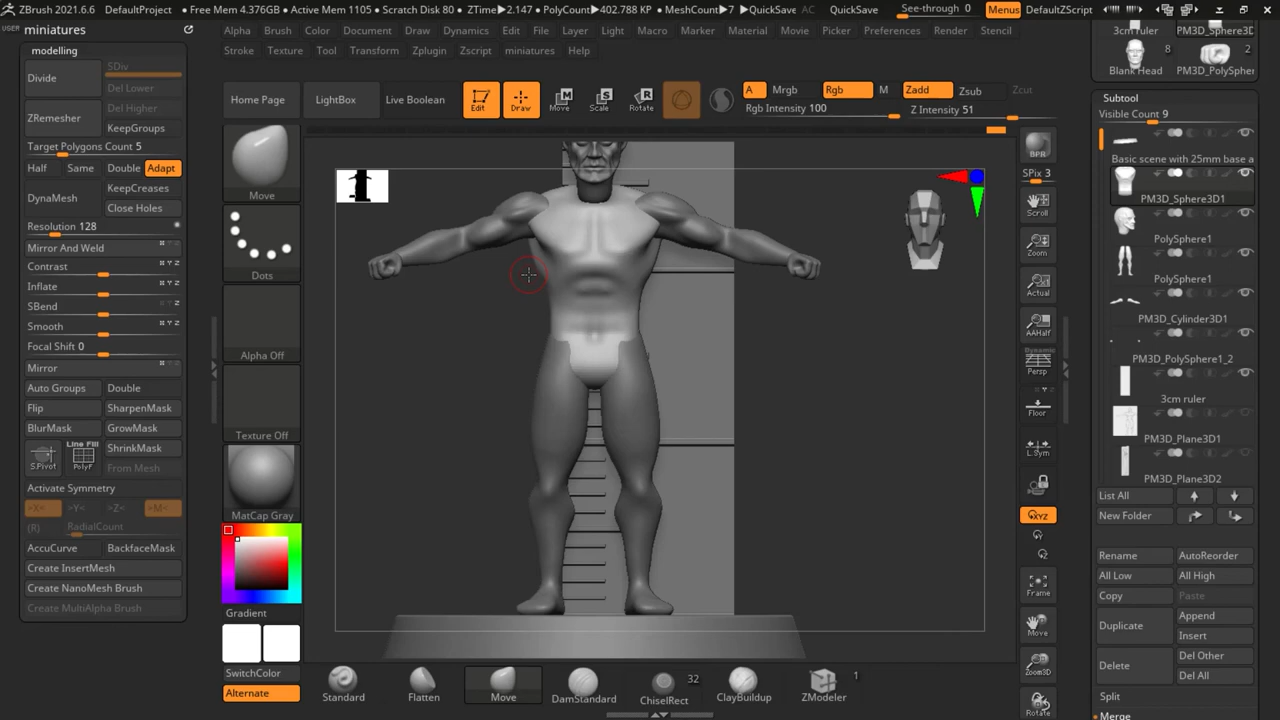 ZBrush 2021.6.6 DefaultProject • Free Mem 4.376GB • Active Mem 1105 • Scratch Disk 80 • ZTime▶2.147 • PolyCount▶402.788 KP • MeshCount▶7 ▶QuickSave AC QuickSave See-through 0 Menus DefaultZScript
USER miniatures
Alpha Brush Color Document Draw Dynamics Edit File Layer Light Macro Marker Material Movie Picker Preferences Render Stencil
Stroke Texture Tool Transform Zplugin Zscript miniatures Help
modelling
Divide
SDiv
Del Lower
ZRemesher
Del Higher
KeepGroups
Target Polygons Count 5
Half Same Double Adapt
DynaMesh
KeepCreases
Close Holes
Resolution 128
Mirror And Weld
Contrast
Inflate
SBend
Smooth
Focal Shift 0
Mirror
Auto Groups Double
Flip SharpenMask
BlurMask GrowMask
S.Pivot
Line Fill
PolyF
ShrinkMask
From Mesh
Activate Symmetry
>X< >Y< >Z< >M<
(R) RadialCount
AccuCurve BackfaceMask
Create InsertMesh
Create NanoMesh Brush
Create MultiAlpha Brush
Home Page LightBox Live Boolean
Edit Draw Move Scale Rotate
A Mrgb Rgb M Zadd Zsub Zcut
Rgb Intensity 100 Z Intensity 51
Move
Dots
Alpha Off
Texture Off
MatCap Gray
Gradient
SwitchColor
Alternate
Standard
Flatten
Move
DamStandard
32
ChiselRect
ClayBuildup
1
ZModeler
BPR
SPix 3
Scroll
Zoom
Actual
AAHalf
Dynamic
Persp
Floor
L.Sym
XYZ
Frame
Move
Zoom3D
Rotate
3cm ruler PM3D_Sphere3D
8 2
Blank Head PM3D_PolySpher
Subtool
Visible Count 9
Basic scene with 25mm base a
PM3D_Sphere3D1
PolySphere1
PolySphere1
PM3D_Cylinder3D1
PM3D_PolySphere1_2
3cm ruler
PM3D_Plane3D1
PM3D_Plane3D2
List All
New Folder
Rename AutoReorder
All Low All High
Copy Paste
Duplicate
Append
Insert
Delete
Del Other
Del All
Split
Merge